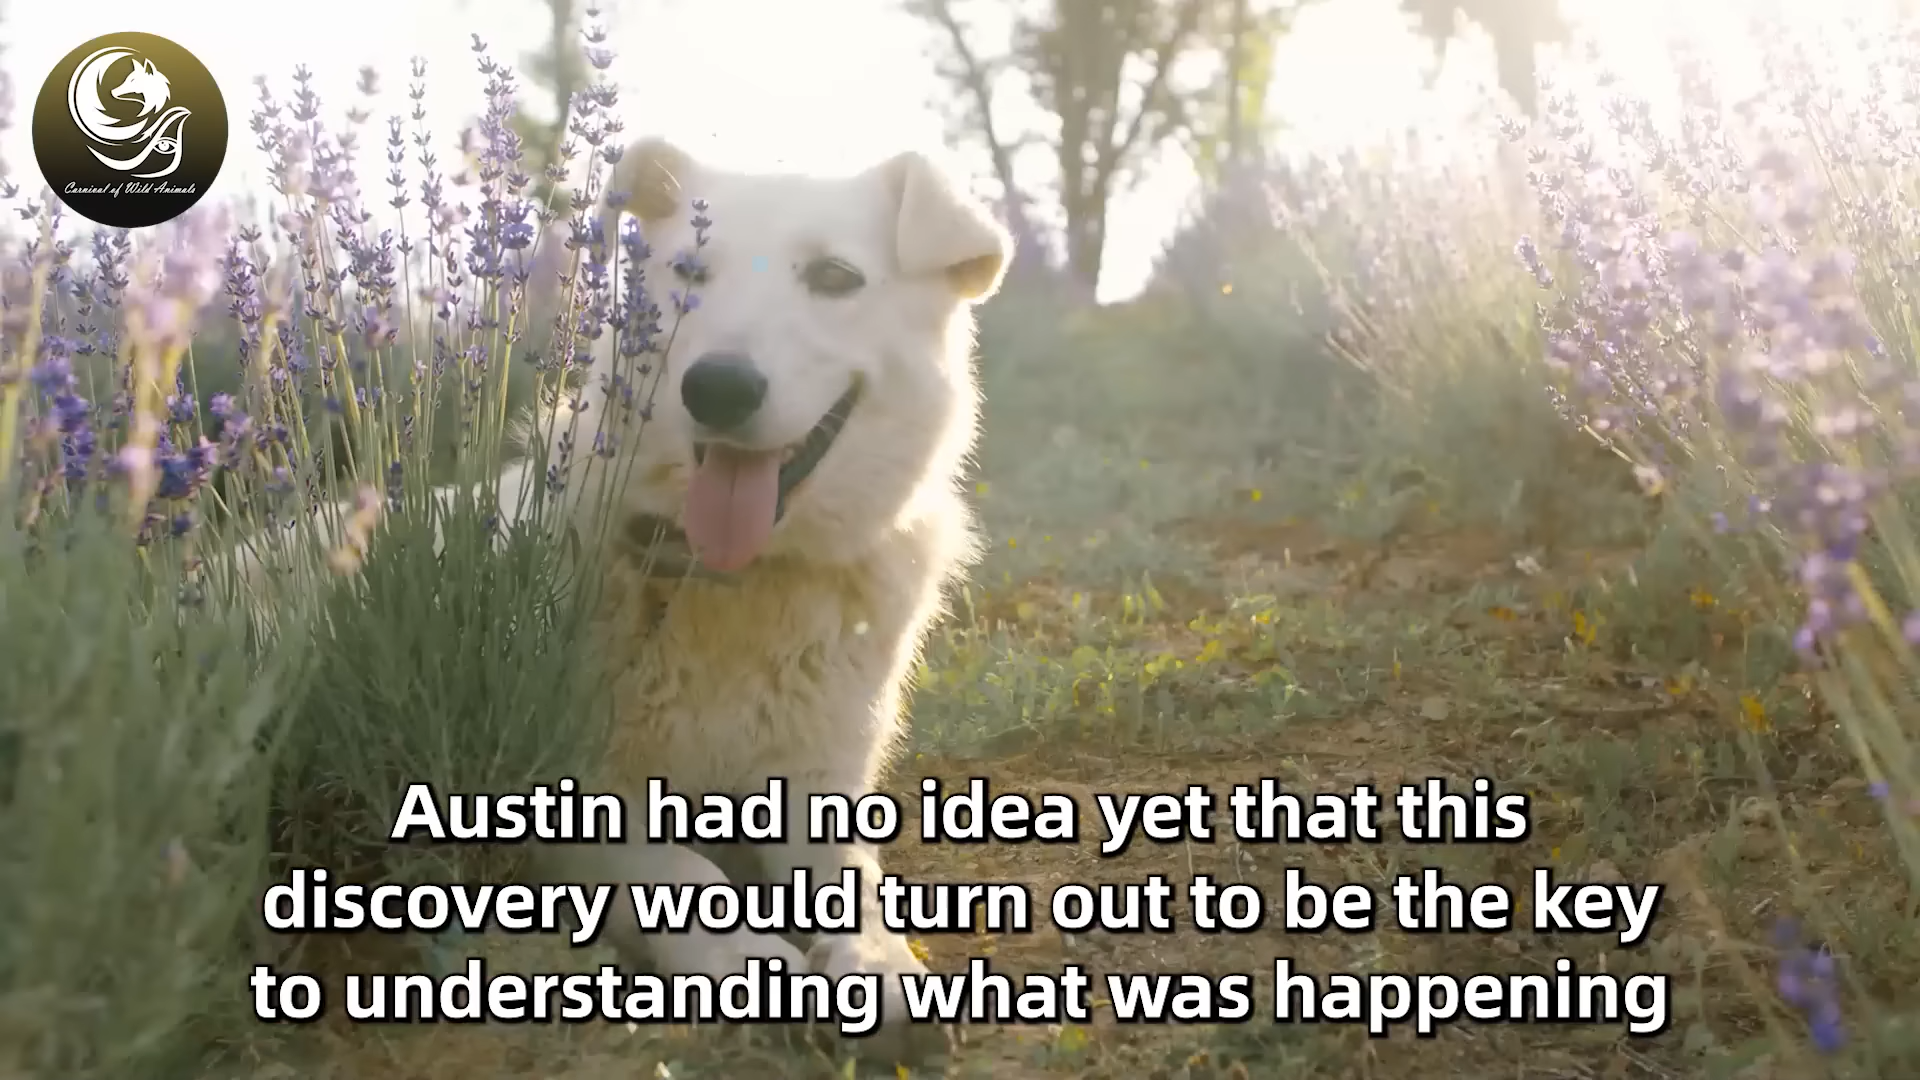 Carnival of Wild Animals
Austin had no idea yet that this
discovery would turn out to be the key
to understanding what was happening